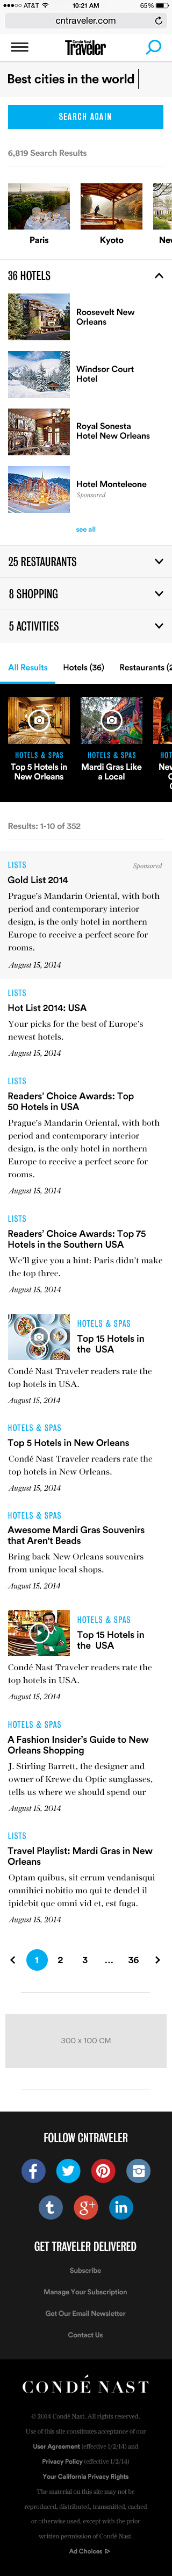 AT&T 10:21 AM 65%
cntraveler.com
Condé Nast
Traveler
Best cities in the world
SEARCH AGAIN
6,819 Search Results
Paris Kyoto Ne
36 HOTELS
Roosevelt New
Orleans
Windsor Court
Hotel
Royal Sonesta
Hotel New Orleans
Hotel Monteleone
Sponsored
see all
25 RESTAURANTS
8 SHOPPING
5 ACTIVITIES
All Results Hotels (36) Restaurants (2
HOTELS & SPAS HOTELS & SPAS HOT
Top 5 Hotels in Mardi Gras Like Ne
New Orleans a Local
Results: 1-10 of 352
LISTS Sponsored
Gold List 2014
Prague's Mandarin Oriental, with both
period and contemporary interior
design, is the only hotel in northern
Europe to receive a perfect score for
rooms.
August 15, 2014
LISTS
Hot List 2014: USA
Your picks for the best of Europe's
newest hotels.
August 15, 2014
LISTS
Readers' Choice Awards: Top
50 Hotels in USA
Prague's Mandarin Oriental, with both
period and contemporary interior
design, is the only hotel in northern
Europe to receive a perfect score for
rooms.
August 15, 2014
LISTS
Readers' Choice Awards: Top 75
Hotels in the Southern USA
We'll give you a hint: Paris didn't make
the top three.
August 15, 2014
HOTELS & SPAS
Top 15 Hotels in
the USA
Condé Nast Traveler readers rate the
top hotels in USA.
August 15, 2014
HOTELS & SPAS
Top 5 Hotels in New Orleans
Condé Nast Traveler readers rate the
top hotels in New Orleans.
August 15, 2014
HOTELS & SPAS
Awesome Mardi Gras Souvenirs
that Aren't Beads
Bring back New Orleans souvenirs
from unique local shops.
August 15, 2014
HOTELS & SPAS
Top 15 Hotels in
the USA
Condé Nast Traveler readers rate the
top hotels in USA.
August 15, 2014
HOTELS & SPAS
A Fashion Insider's Guide to New
Orleans Shopping
J. Stirling Barrett, the designer and
owner of Krewe du Optic sunglasses,
tells us where we should spend our
August 15, 2014
LISTS
Travel Playlist: Mardi Gras in New
Orleans
Optam quibus, sit errum vendanisqui
omnihici nobitio mi qui te dendel il
ipidebit que omni vid et, est fuga.
August 15, 2014
1 2 3 ... 36
300 x 100 CM
FOLLOW CNTRAVELER
GET TRAVELER DELIVERED
Subscribe
Manage Your Subscription
Get Our Email Newsletter
Contact Us
CONDÉ NAST
© 2014 Condé Nast. All rights reserved.
Use of this site constitutes acceptance of our
User Agreement (effective 1/2/14) and
Privacy Policy (effective 1/2/14)
Your California Privacy Rights
The material on this site may not be
reproduced, distributed, transmitted, cached
or otherwise used, except with the prior
written permission of Condé Nast.
Ad Choices